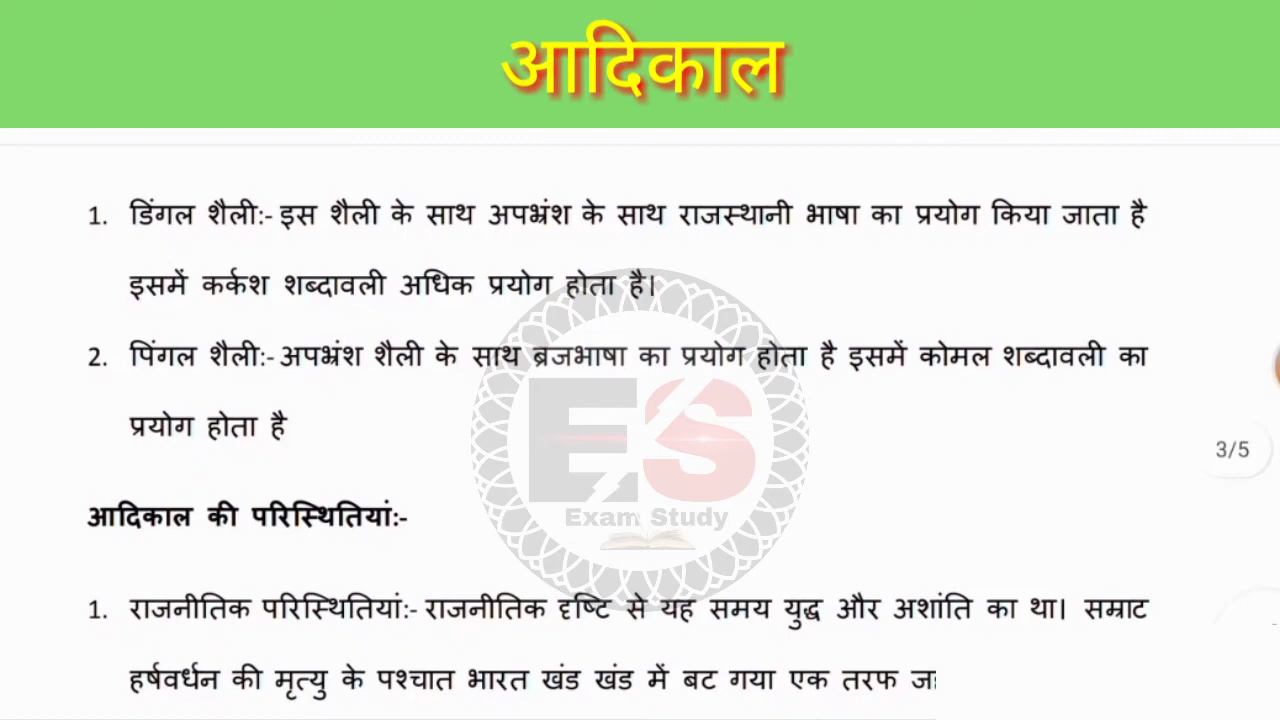 आदिकाल
1. डिंगल शैली:- इस शैली के साथ अपभ्रंश के साथ राजस्थानी भाषा का प्रयोग किया जाता है
इसमें कर्कश शब्दावली अधिक प्रयोग होता है।
2. पिंगल शैली:- अपभ्रंश शैली के साथ ब्रजभाषा का प्रयोग होता है इसमें कोमल शब्दावली का
प्रयोग होता है
3/5
ES
Exam Study
आदिकाल की परिस्थितियां:-
1. राजनीतिक परिस्थितियां:- राजनीतिक दृष्टि से यह समय युद्ध और अशांति का था। सम्राट
हर्षवर्धन की मृत्यु के पश्चात भारत खंड खंड में बट गया एक तरफ